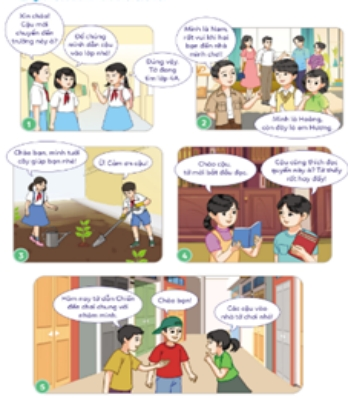 Xin chào!
Cậu mới
chuyển đến
trường này à?
Để chúng
mình dẫn cậu
vào lớp nhé!
Đúng vậy.
Tớ đang
tìm lớp 4A.
1
Mình là Nam,
rất vui khi hai
bạn đến nhà
mình chơi!
Mình là Hoàng,
còn đây là em Hương.
2
Chào bạn, mình tưới
cây giúp bạn nhé!
Ừ! Cảm ơn cậu!
3
Chào cậu,
tớ mới bắt đầu đọc.
Cậu cũng thích đọc
quyển này à? Tớ thấy
rất hay đấy!
4
Hôm nay tớ dẫn Chiến
đến chơi chung với
nhóm mình.
Chào bạn!
Các cậu vào
nhà tớ chơi nhé!
5